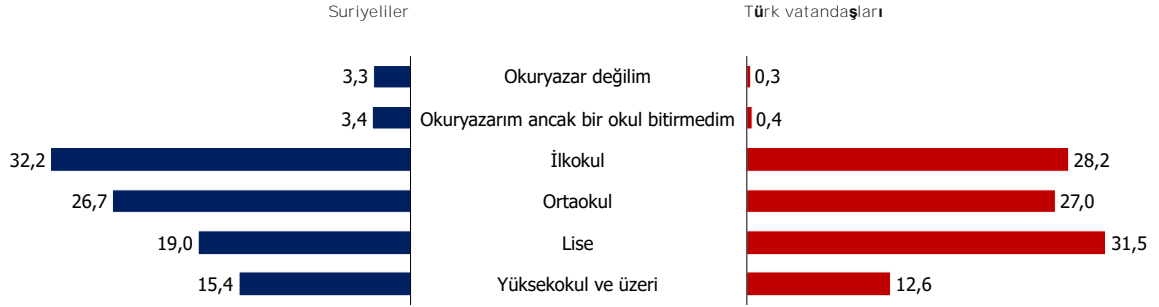 Suriyeliler Türk vatandaşları
3,3 Okuryazar değilim 0,3
3,4 Okuryazarım ancak bir okul bitirmedim 0,4
32,2 İlkokul 28,2
26,7 Ortaokul 27,0
19,0 Lise 31,5
15,4 Yüksekokul ve üzeri 12,6